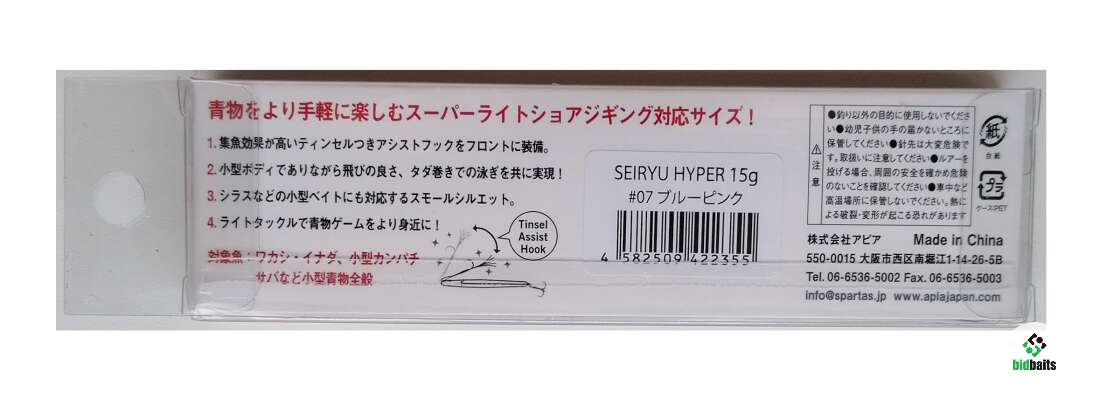 青物をより手軽に楽しむスーパーライトショアジギング対応サイズ！
1. 集魚効果が高いティンセルつきアシストフックをフロントに装備。
2. 小型ボディでありながら飛びの良さ、タダ巻きでの泳ぎを共に実現！
3. シラスなどの小型ベイトにも対応するスモールシルエット。
4. ライトタックルで青物ゲームをより身近に！
対象魚：ワカシ・イナダ、小型カンパチ
サバなど小型青物全般
Tinsel
Assist
Hook
SEIRYU HYPER 15g
#07 ブルーピンク
4 582509 422355
注意
●釣り以外の目的に使用しないでくださ
い●幼児子供の手の届かないところに
保管してください●針先は大変危険で
す。取扱いに注意してください●ルアーを
投げる場合、周囲の安全を確かめ危険
のないことを確認してください●車中など
高温場所に保管しないでください。熱に
よる破裂・変形が起こる恐れがあります
紙
台紙
プラ
ケースPET
株式会社アピア Made in China
550-0015 大阪市西区南堀江1-14-26-5B
Tel. 06-6536-5002 Fax. 06-6536-5003
info@spartas.jp www.apiajapan.com
bidbaits